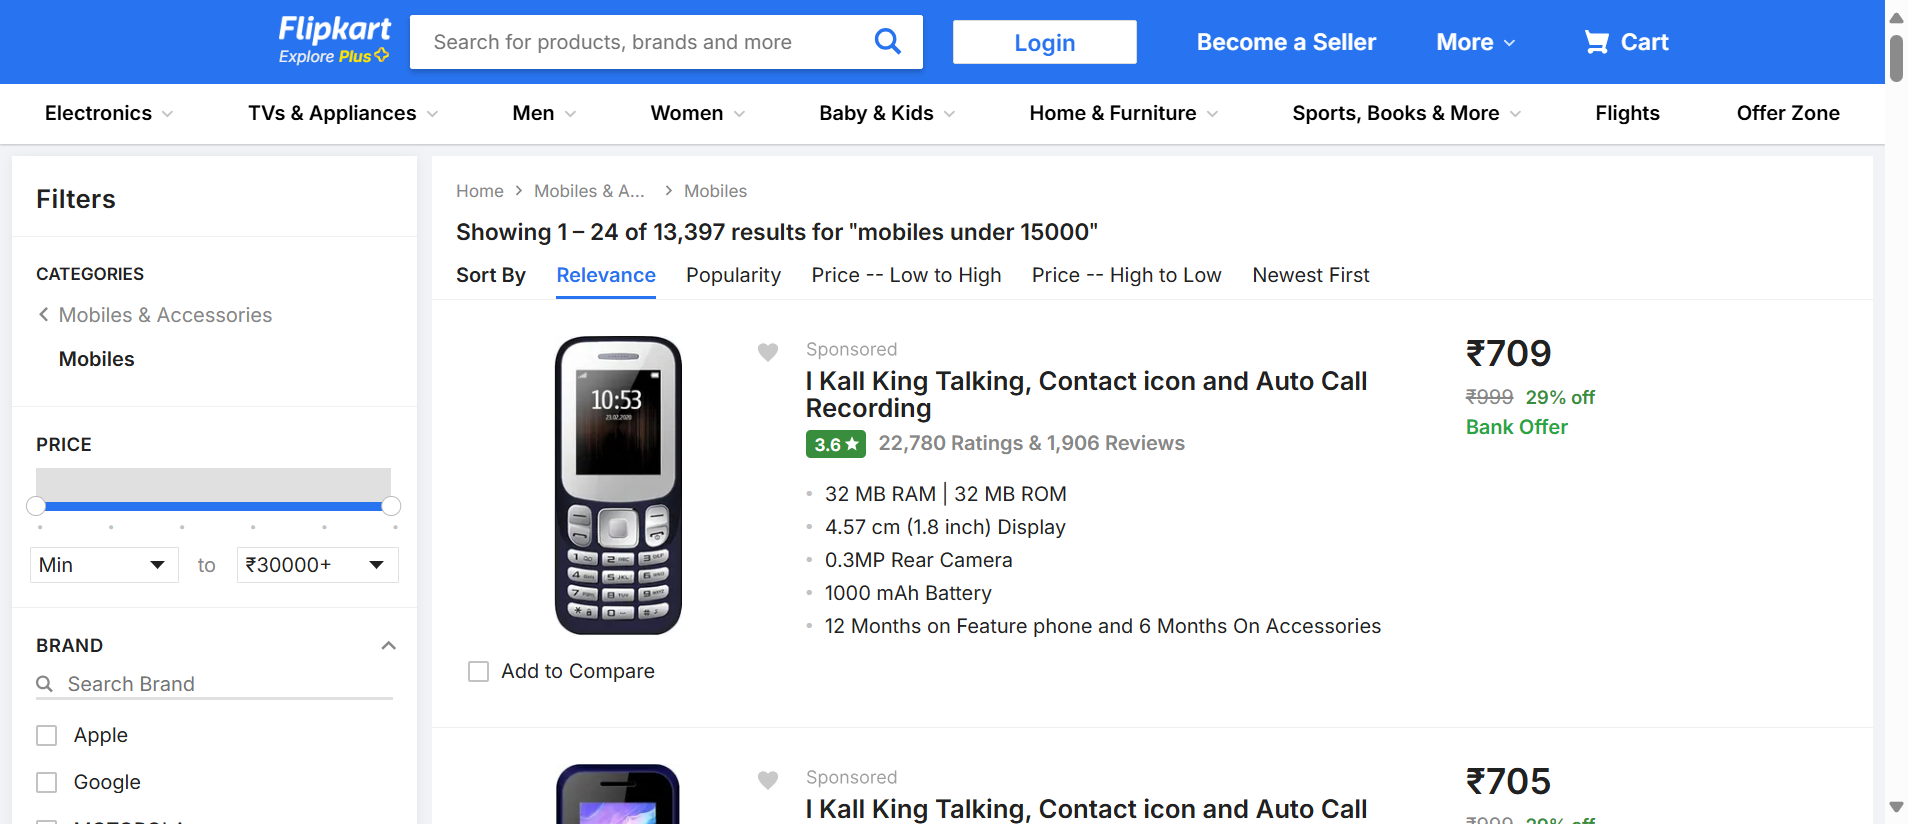 Flipkart
Explore Plus
Search for products, brands and more
Login
Become a Seller
More
Cart
Electronics
TVs & Appliances
Men
Women
Baby & Kids
Home & Furniture
Sports, Books & More
Flights
Offer Zone
Filters
CATEGORIES
Mobiles & Accessories
Mobiles
PRICE
Min to ₹30000+
BRAND
Search Brand
Apple
Google
MOTOROLA
Home > Mobiles & A... > Mobiles
Showing 1 – 24 of 13,397 results for "mobiles under 15000"
Sort By Relevance Popularity Price -- Low to High Price -- High to Low Newest First
10:53
Sponsored
I Kall King Talking, Contact icon and Auto Call
Recording
3.6★ 22,780 Ratings & 1,906 Reviews
32 MB RAM | 32 MB ROM
4.57 cm (1.8 inch) Display
0.3MP Rear Camera
1000 mAh Battery
12 Months on Feature phone and 6 Months On Accessories
₹709
₹999 29% off
Bank Offer
Add to Compare
Sponsored
I Kall King Talking, Contact icon and Auto Call
₹705
₹999 29% off